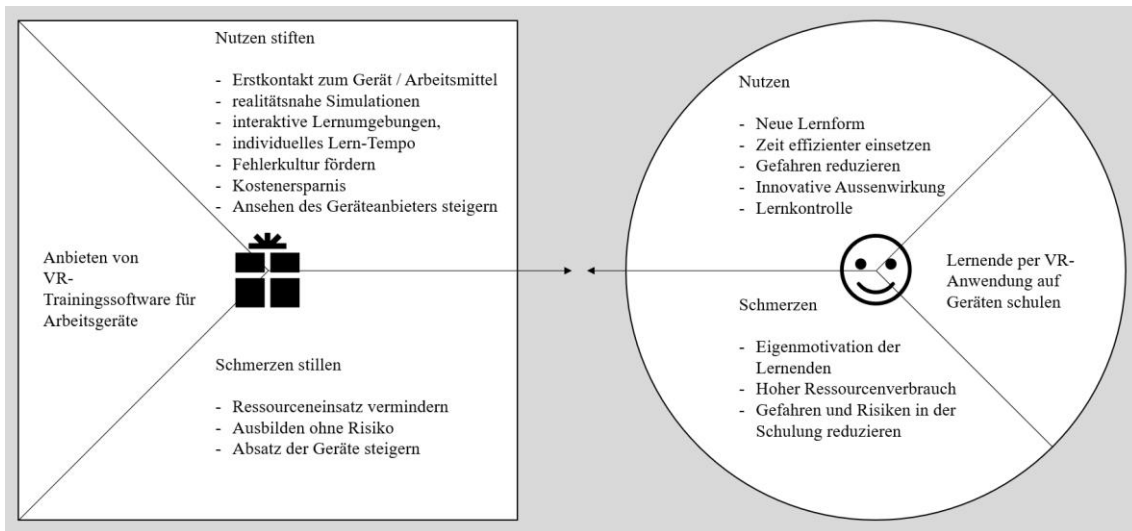 Nutzen stiften
- Erstkontakt zum Gerät / Arbeitsmittel
- realitätsnahe Simulationen
- interaktive Lernumgebungen,
- individuelles Lern-Tempo
- Fehlerkultur fördern
- Kostenersparnis
- Ansehen des Geräteanbieters steigern
Anbieten von
VR-
Trainingssoftware für
Arbeitsgeräte
Schmerzen stillen
- Ressourceneinsatz vermindern
- Ausbilden ohne Risiko
- Absatz der Geräte steigern
Nutzen
- Neue Lernform
- Zeit effizienter einsetzen
- Gefahren reduzieren
- Innovative Aussenwirkung
- Lernkontrolle
Lernende per VR-
Anwendung auf
Geräten schulen
Schmerzen
- Eigenmotivation der
Lernenden
- Hoher Ressourcenverbrauch
- Gefahren und Risiken in der
Schulung reduzieren